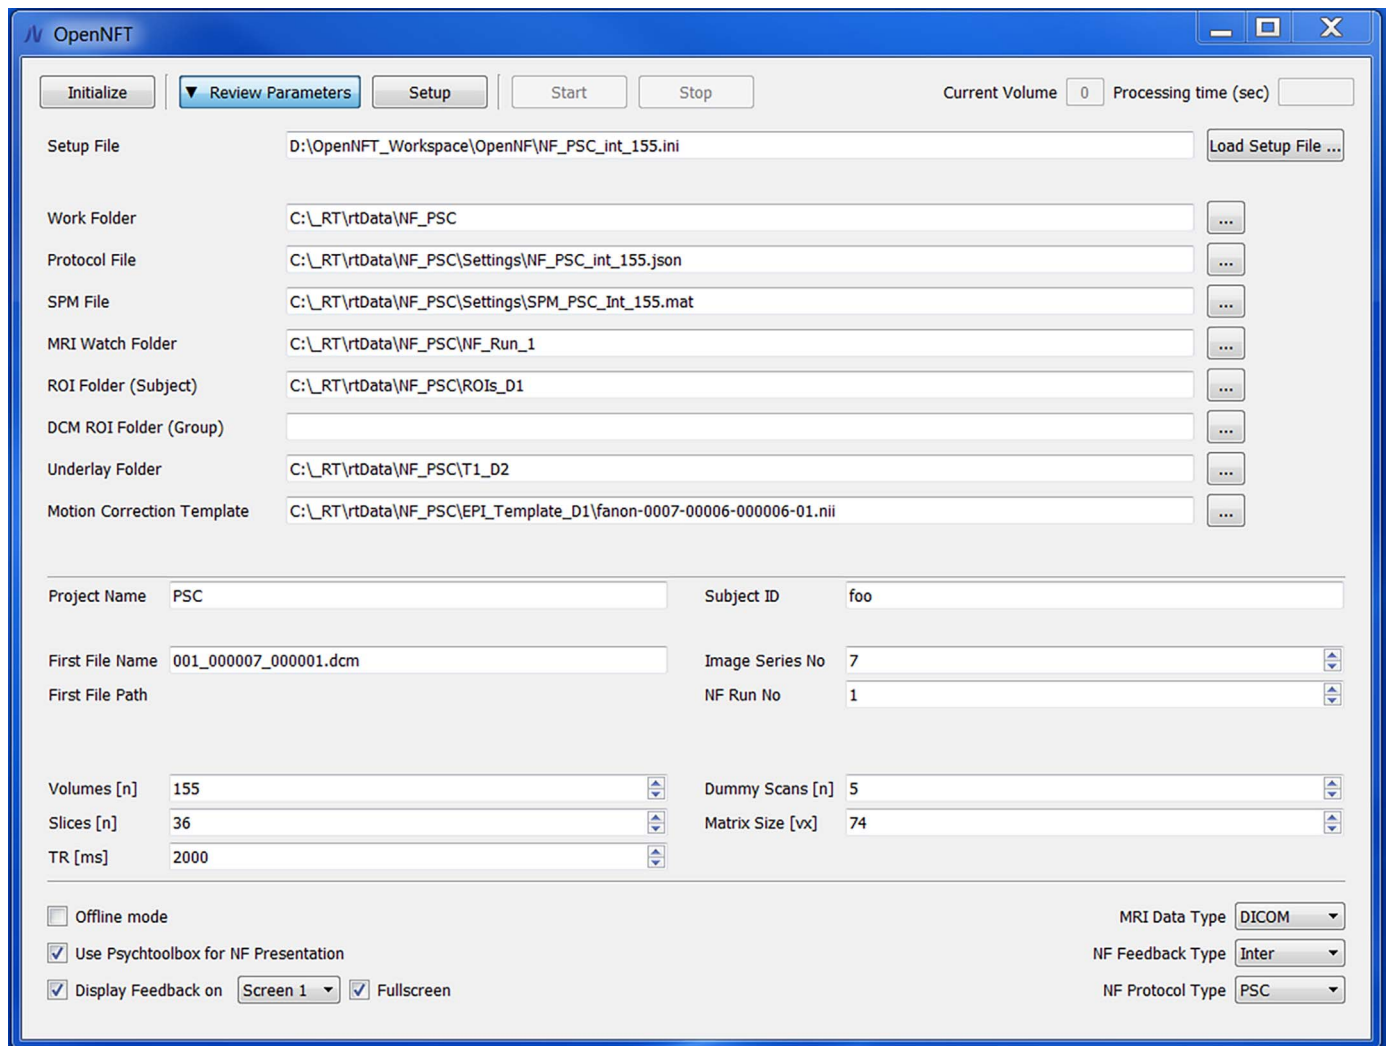 OpenNFT
Initialize ▼ Review Parameters Setup Start Stop Current Volume 0 Processing time (sec)
Setup File D:\OpenNFT_Workspace\OpenNF\NF_PSC_int_155.ini Load Setup File ...
Work Folder C:\_RT\rtData\NF_PSC ...
Protocol File C:\_RT\rtData\NF_PSC\Settings\NF_PSC_int_155.json ...
SPM File C:\_RT\rtData\NF_PSC\Settings\SPM_PSC_Int_155.mat ...
MRI Watch Folder C:\_RT\rtData\NF_PSC\NF_Run_1 ...
ROI Folder (Subject) C:\_RT\rtData\NF_PSC\ROIs_D1 ...
DCM ROI Folder (Group) ...
Underlay Folder C:\_RT\rtData\NF_PSC\T1_D2 ...
Motion Correction Template C:\_RT\rtData\NF_PSC\EPI_Template_D1\fanon-0007-00006-000006-01.nii ...
Project Name PSC Subject ID foo
First File Name 001_000007_000001.dcm Image Series No 7
First File Path NF Run No 1
Volumes [n] 155 Dummy Scans [n] 5
Slices [n] 36 Matrix Size [vx] 74
TR [ms] 2000
Offline mode MRI Data Type DICOM
Use Psychtoolbox for NF Presentation NF Feedback Type Inter
Display Feedback on Screen 1 Fullscreen NF Protocol Type PSC